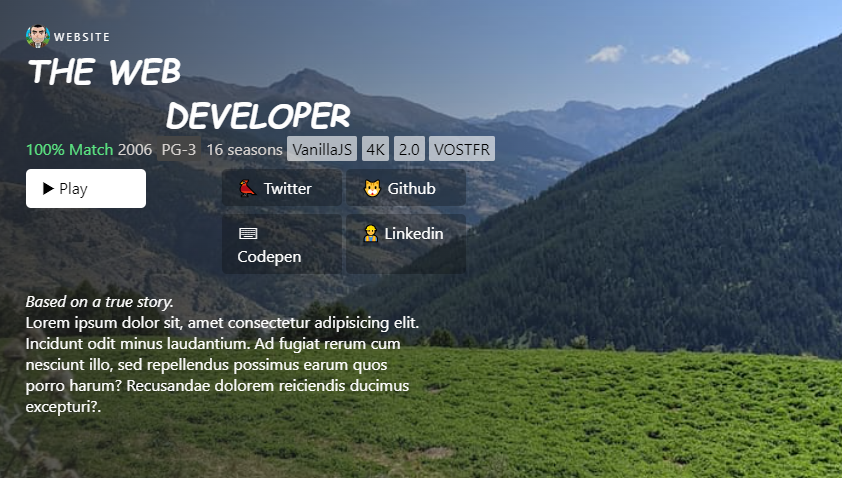 WEBSITE
THE WEB
DEVELOPER
100% Match 2006 PG-3 16 seasons VanillaJS 4K 2.0 VOSTFR
Play Twitter Github
Codepen Linkedin
Based on a true story.
Lorem ipsum dolor sit, amet consectetur adipisicing elit.
Incidunt odit minus laudantium. Ad fugiat rerum cum
nesciunt illo, sed repellendus possimus earum quos
porro harum? Recusandae dolorem reiciendis ducimus
excepturi?.